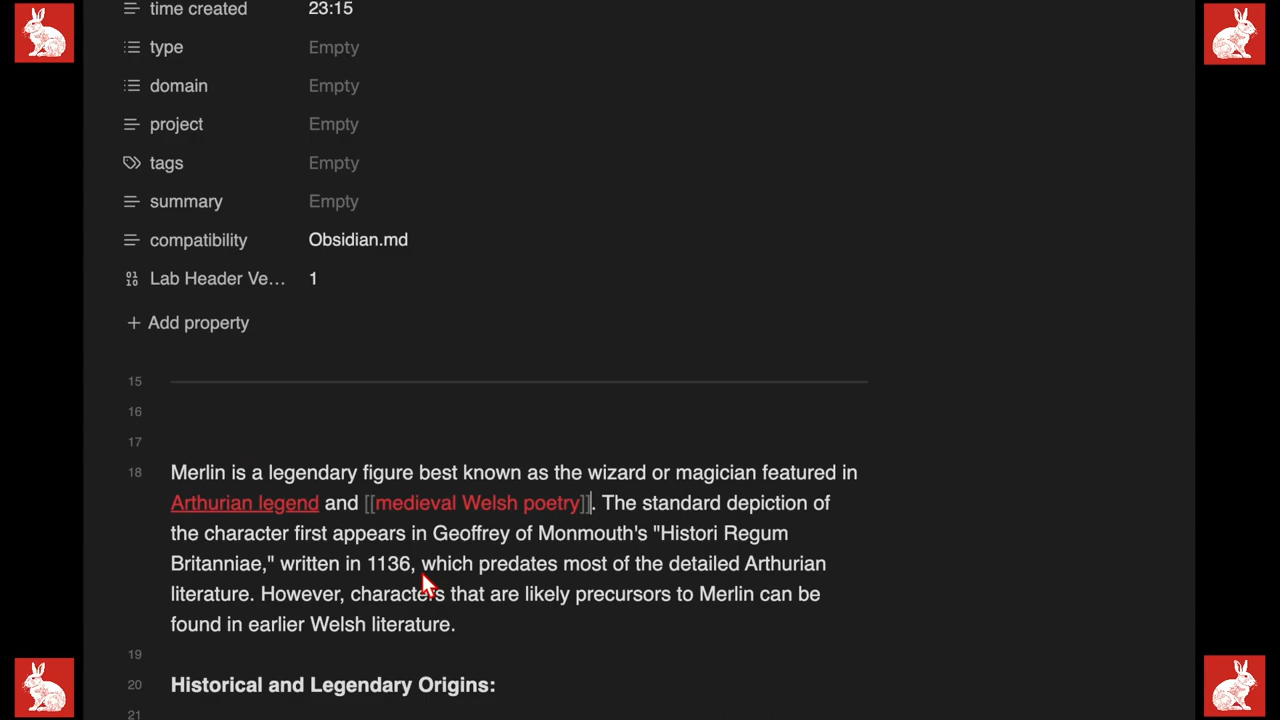 time created 23:15
type Empty
domain Empty
project Empty
tags Empty
summary Empty
compatibility Obsidian.md
Lab Header Ve... 1
+ Add property
15
16
17
18 Merlin is a legendary figure best known as the wizard or magician featured in
Arthurian legend and [[medieval Welsh poetry]]. The standard depiction of
the character first appears in Geoffrey of Monmouth's "Histori Regum
Britanniae," written in 1136, which predates most of the detailed Arthurian
literature. However, characters that are likely precursors to Merlin can be
found in earlier Welsh literature.
19
20 Historical and Legendary Origins:
21